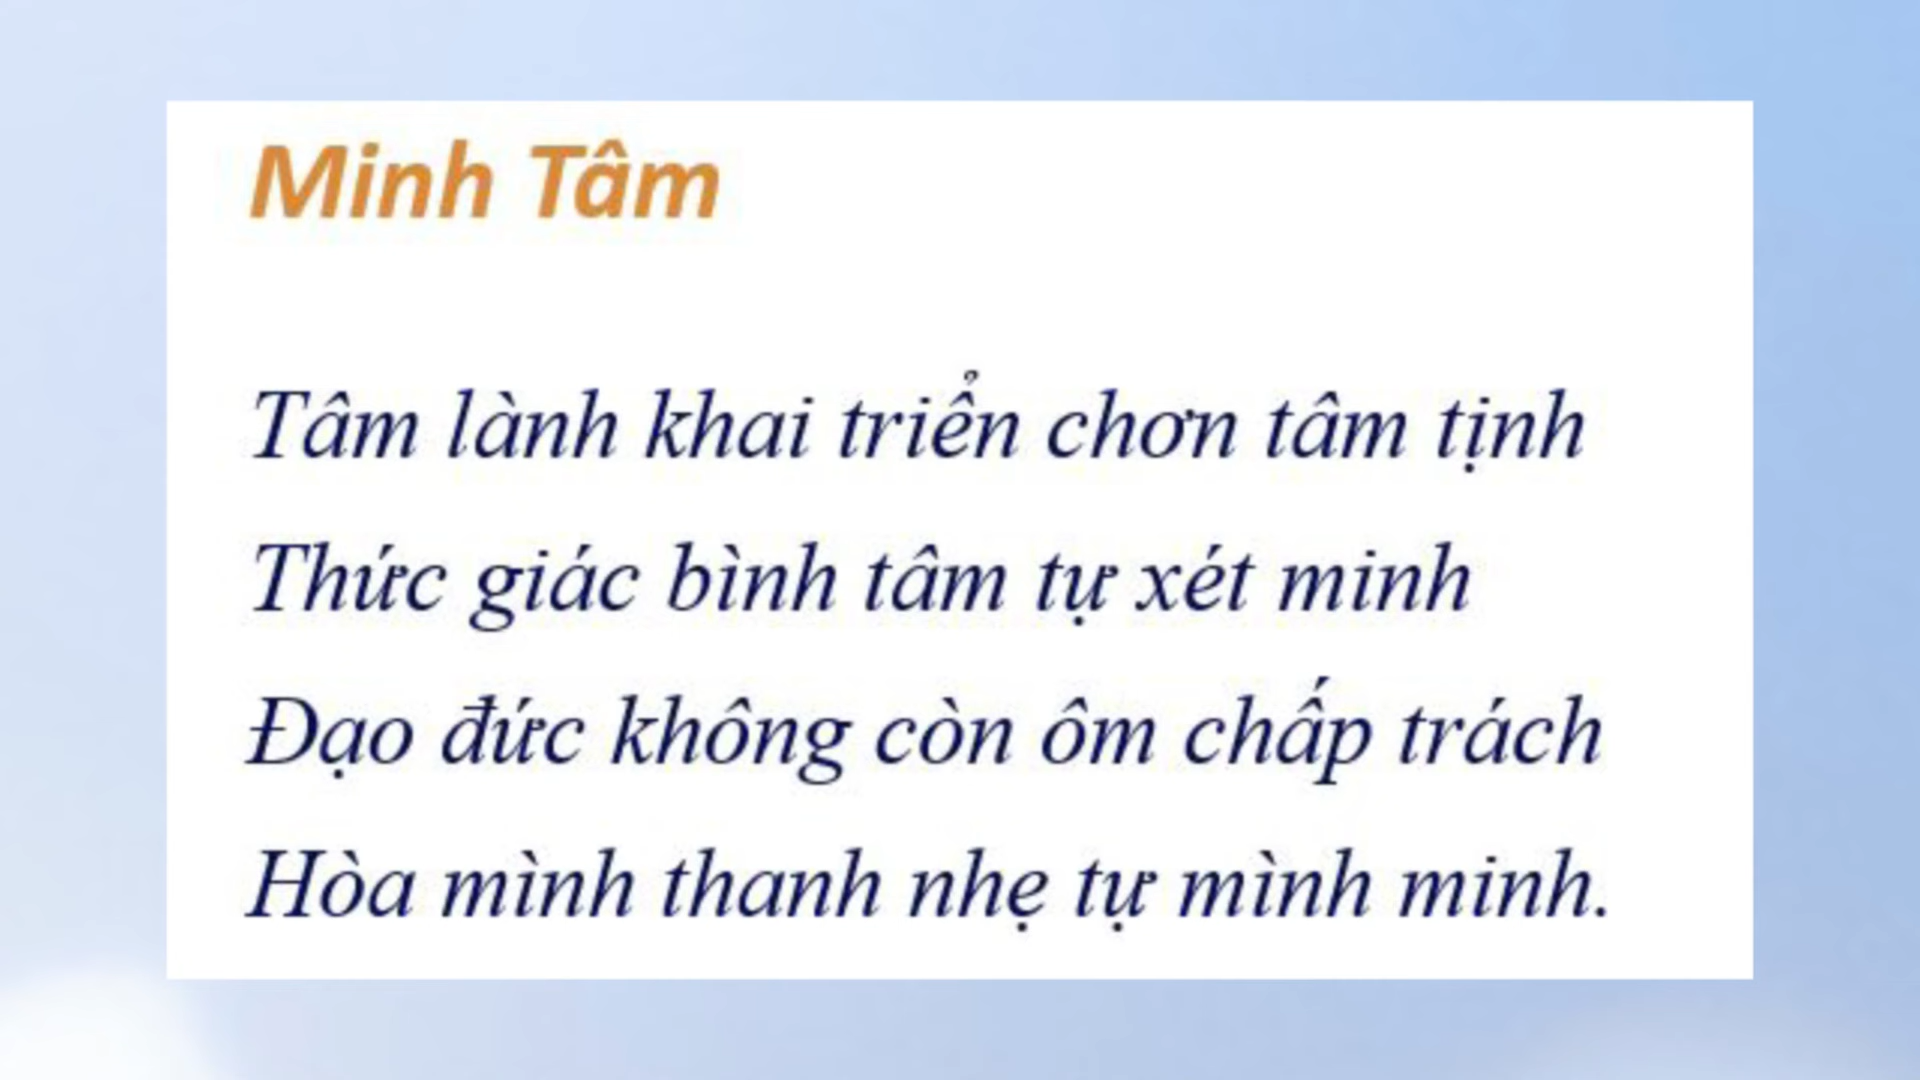 Minh Tâm
Tâm lành khai triển chơn tâm tịnh
Thức giác bình tâm tự xét minh
Đạo đức không còn ôm chấp trách
Hòa mình thanh nhẹ tự mình minh.